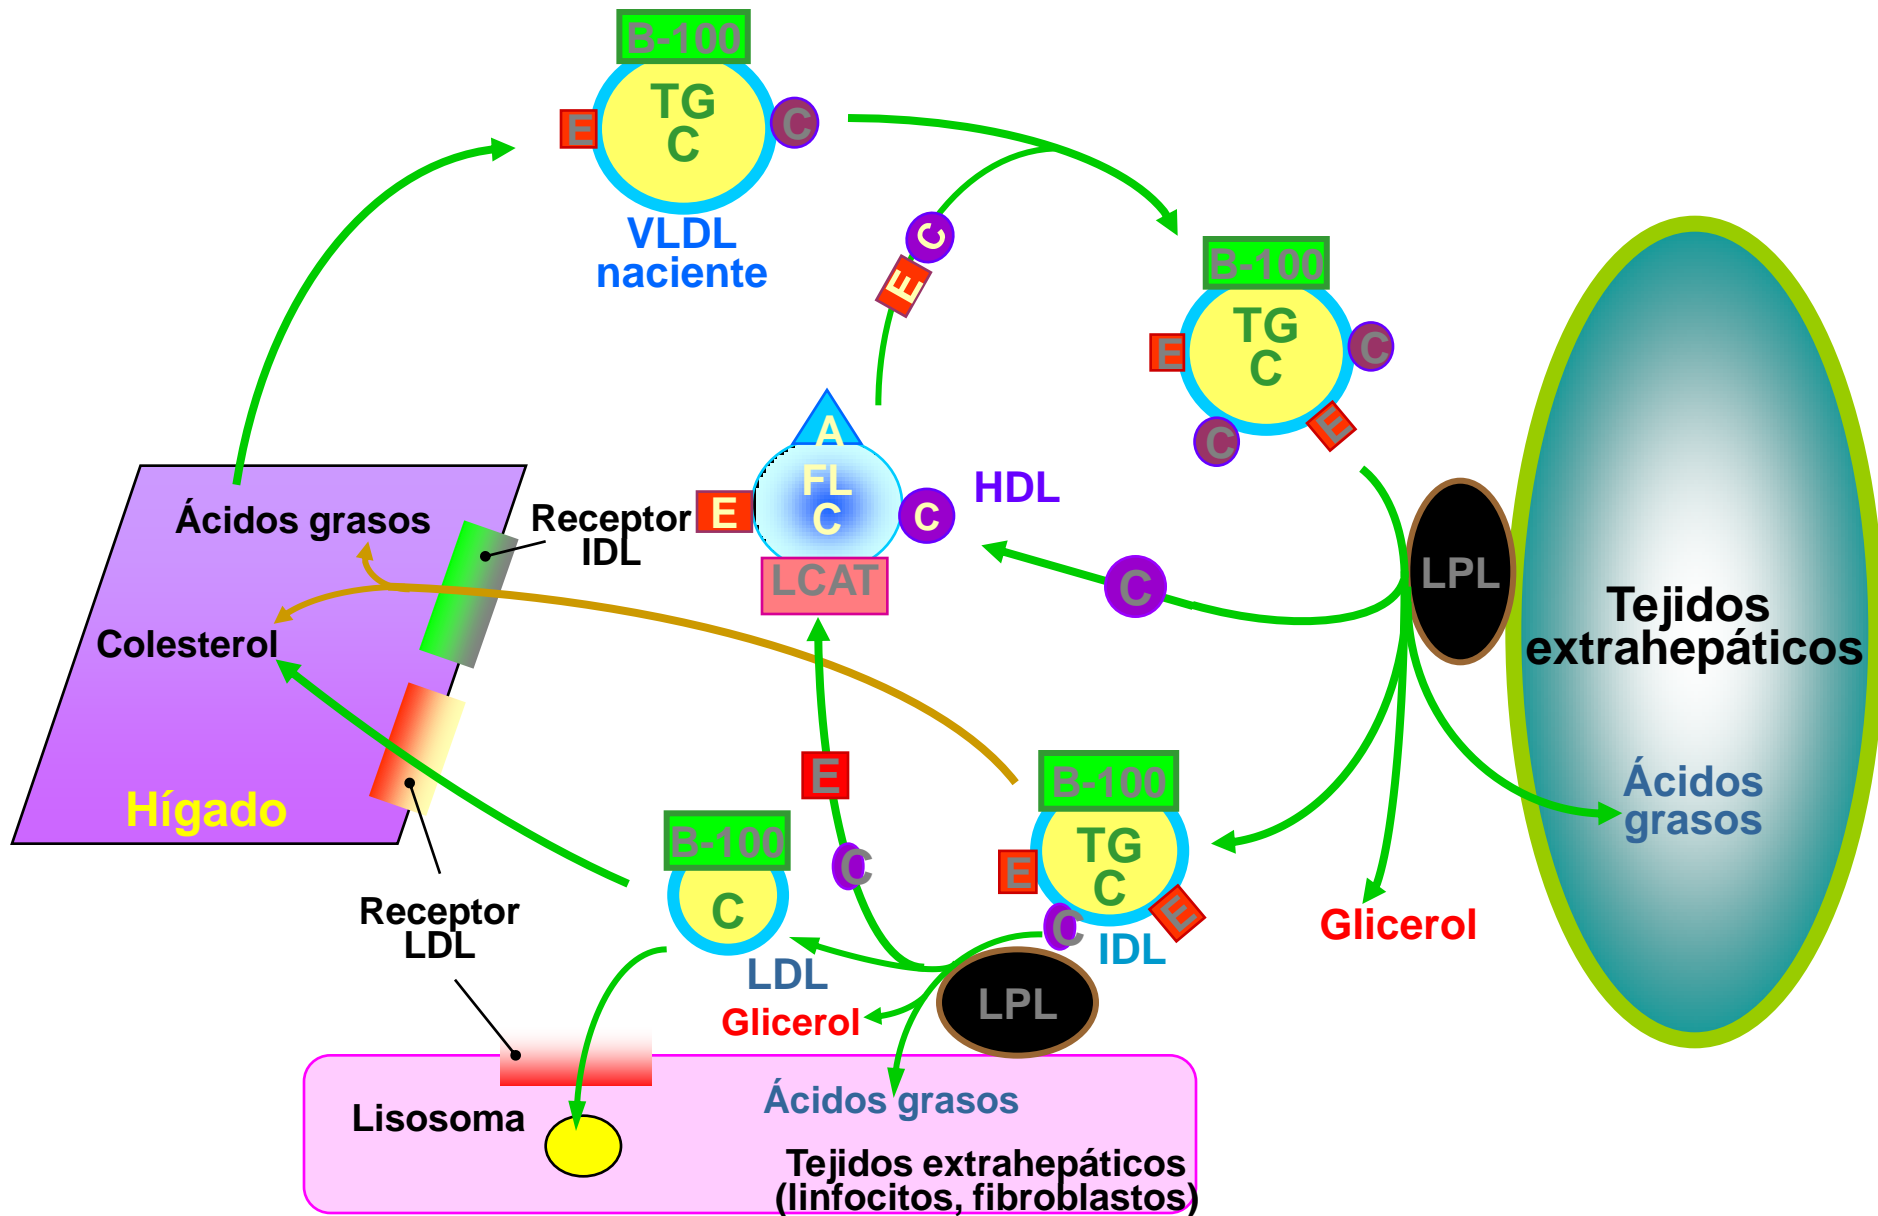 B-100
TG
C
E
C
VLDL
naciente
C
E
B-100
TG
C
E
C
C
E
A
FL
C
E
C
HDL
LCAT
C
LPL
Tejidos
extrahepáticos
Ácidos
grasos
Glicerol
Ácidos grasos
Receptor
IDL
Colesterol
Hígado
Receptor
LDL
E
C
B-100
C
LDL
B-100
TG
C
E
E
C
IDL
LPL
Glicerol
Ácidos grasos
Lisosoma
Tejidos extrahepáticos
(linfocitos, fibroblastos)